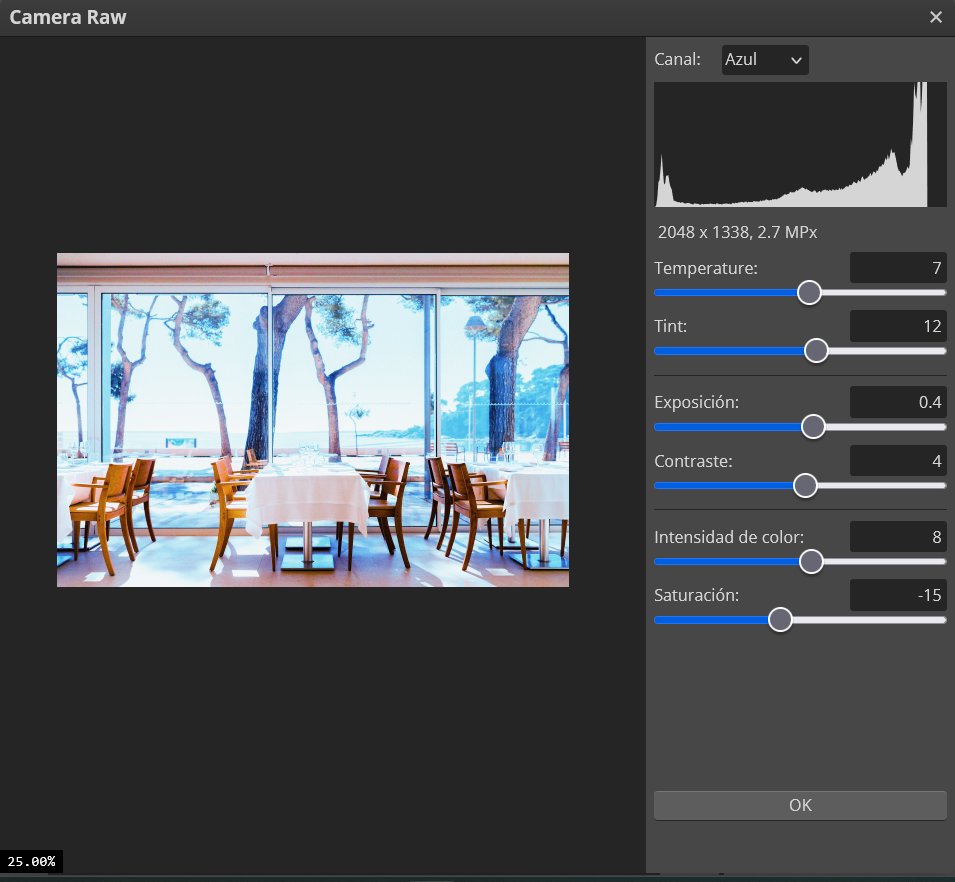 Camera Raw
Canal: Azul
2048 x 1338, 2.7 MPx
Temperature: 7
Tint: 12
Exposición: 0.4
Contraste: 4
Intensidad de color: 8
Saturación: -15
OK
25.00%